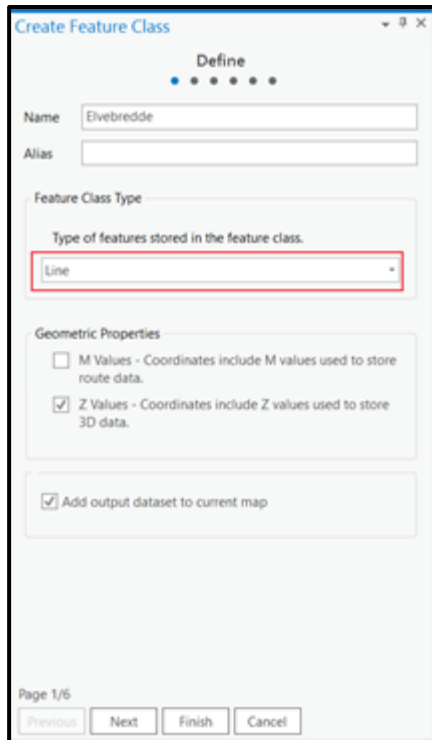 Create Feature Class
Define
Name Elvebredde
Alias
Feature Class Type
Type of features stored in the feature class.
Line
Geometric Properties
M Values - Coordinates include M values used to store
route data.
Z Values - Coordinates include Z values used to store
3D data.
Add output dataset to current map
Page 1/6
Previous Next Finish Cancel